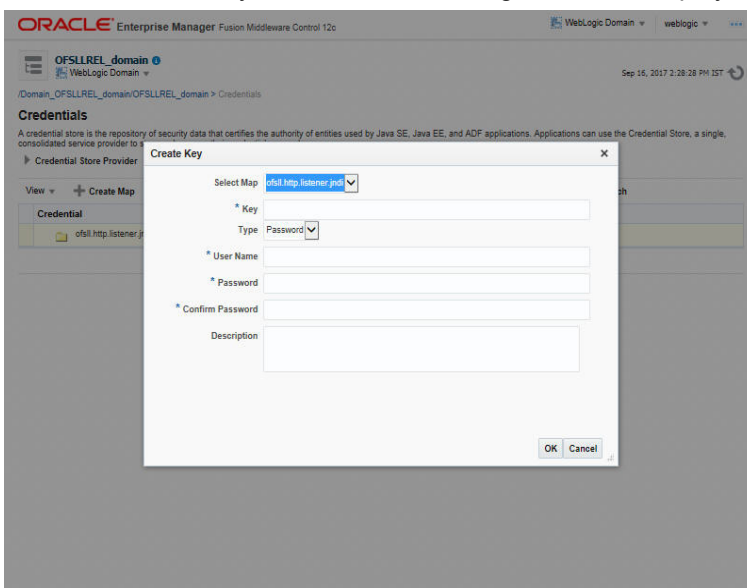 ORACLE Enterprise Manager Fusion Middleware Control 12c
WebLogic Domain weblogic
OFSLLREL_domain
WebLogic Domain
Sep 16, 2017 2:28:28 PM IST
/Domain_OFSLLREL_domain/OFSLLREL_domain > Credentials
Credentials
A credential store is the repository of security data that certifies the authority of entities used by Java SE, Java EE, and ADF applications. Applications can use the Credential Store, a single,
consolidated service provider to
Credential Store Provider
View Create Map
Credential
ofsll.http.listener.j
Create Key
Select Map ofsll.http.listener.jndi
* Key
Type Password
* User Name
* Password
* Confirm Password
Description
OK Cancel